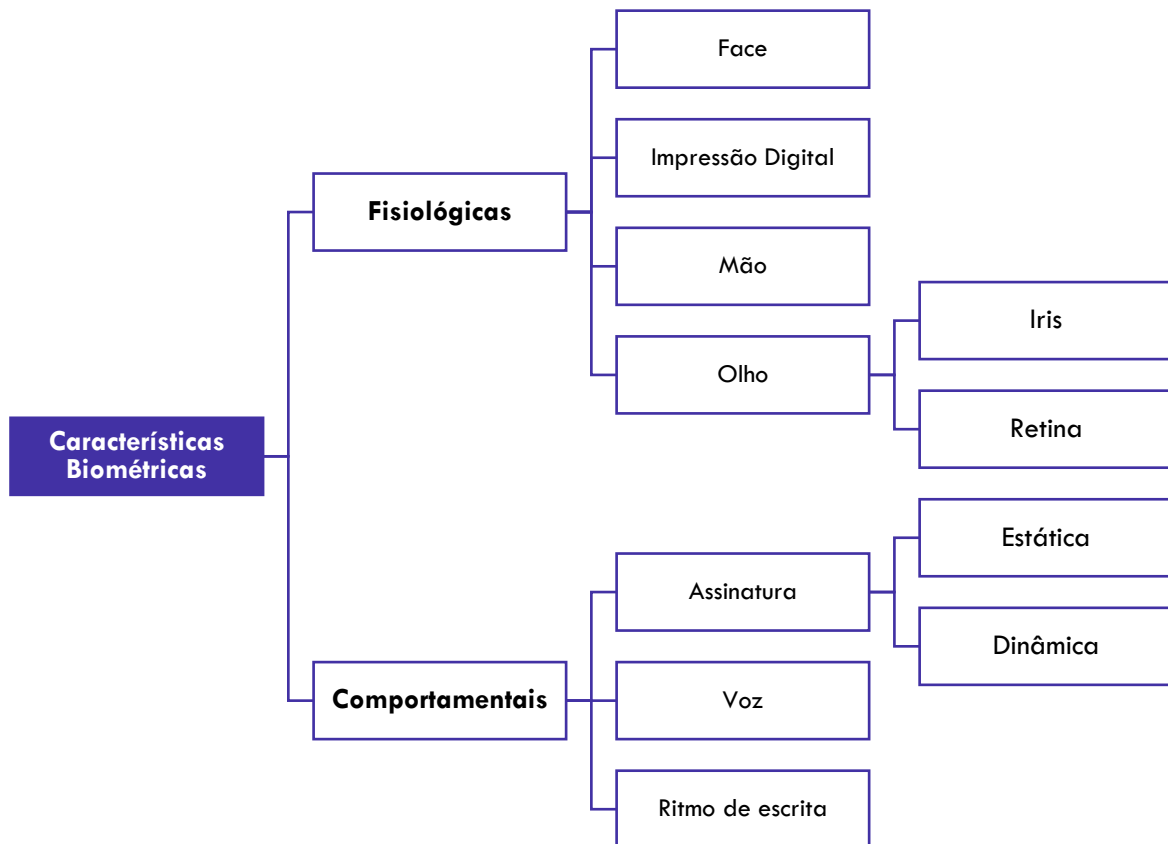 Face
Impressão Digital
Fisiológicas
Mão
Iris
Olho
Retina
Características
Biométricas
Estática
Assinatura
Dinâmica
Comportamentais
Voz
Ritmo de escrita